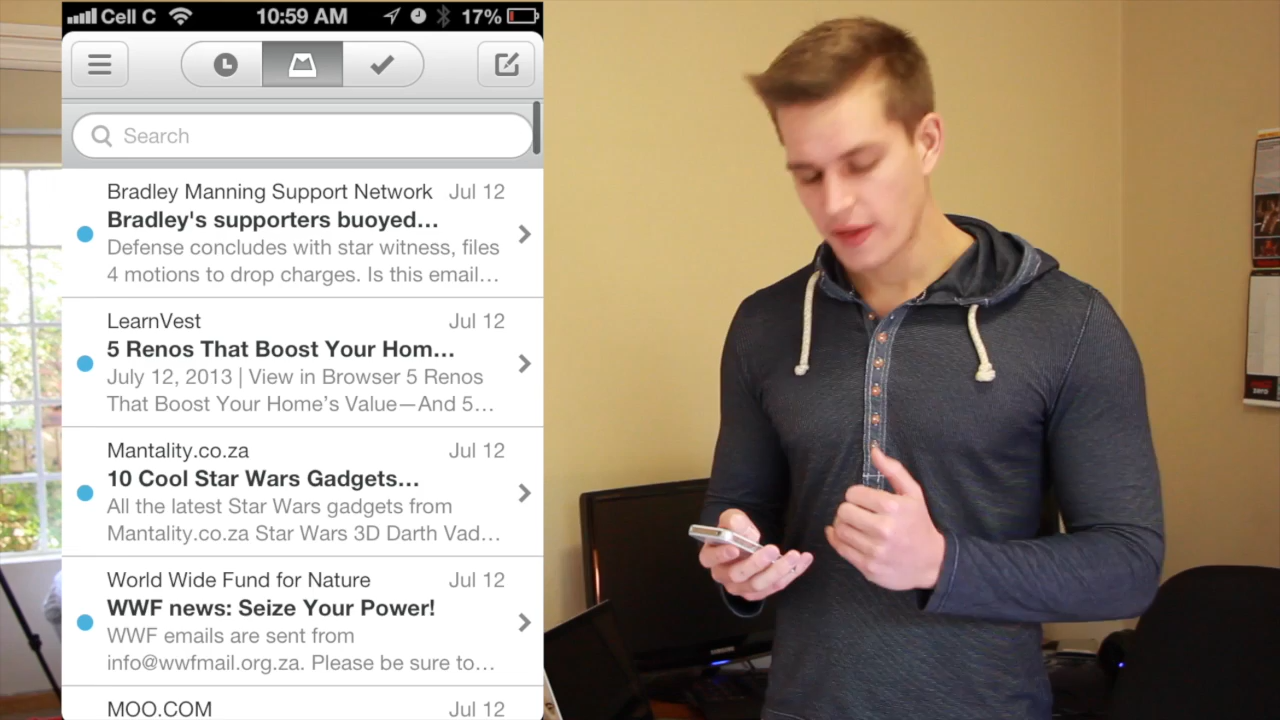 Cell C 10:59 AM 17%
Search
Bradley Manning Support Network Jul 12
Bradley's supporters buoyed...
Defense concludes with star witness, files
4 motions to drop charges. Is this email...
LearnVest Jul 12
5 Renos That Boost Your Hom...
July 12, 2013 | View in Browser 5 Renos
That Boost Your Home’s Value—And 5...
Mantality.co.za Jul 12
10 Cool Star Wars Gadgets...
All the latest Star Wars gadgets from
Mantality.co.za Star Wars 3D Darth Vad...
World Wide Fund for Nature Jul 12
WWF news: Seize Your Power!
WWF emails are sent from
info@wwfmail.org.za. Please be sure to...
MOO.COM Jul 12